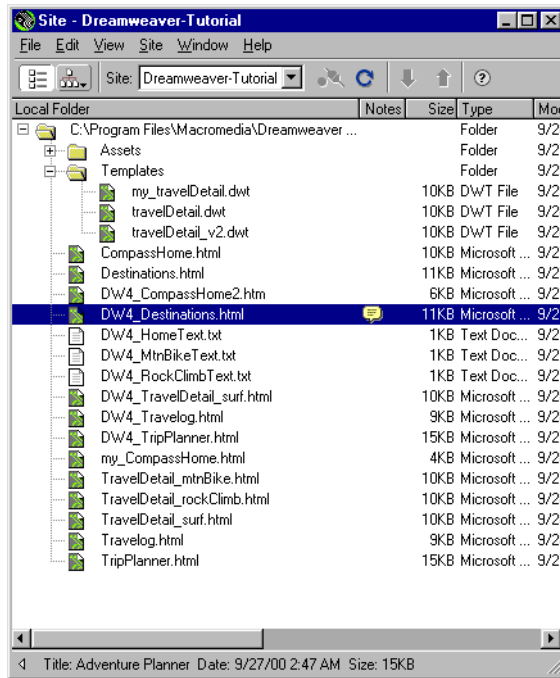 Site - Dreamweaver-Tutorial
File Edit View Site Window Help
Site: Dreamweaver-Tutorial
Local Folder Notes Size Type Mo
C:\Program Files\Macromedia\Dreamweaver ... Folder 9/2
Assets Folder 9/2
Templates Folder 9/2
my_travelDetail.dwt 10KB DWT File 9/2
travelDetail.dwt 10KB DWT File 9/2
travelDetail_v2.dwt 10KB DWT File 9/2
CompassHome.html 10KB Microsoft ... 9/2
Destinations.html 11KB Microsoft ... 9/2
DW4_CompassHome2.htm 6KB Microsoft ... 9/2
DW4_Destinations.html 11KB Microsoft ... 9/2
DW4_HomeText.txt 1KB Text Doc... 9/2
DW4_MtnBikeText.txt 1KB Text Doc... 9/2
DW4_RockClimbText.txt 1KB Text Doc... 9/2
DW4_TravelDetail_surf.html 10KB Microsoft ... 9/2
DW4_Travelog.html 9KB Microsoft ... 9/2
DW4_TripPlanner.html 15KB Microsoft ... 9/2
my_CompassHome.html 4KB Microsoft ... 9/2
TravelDetail_mtnBike.html 10KB Microsoft ... 9/2
TravelDetail_rockClimb.html 10KB Microsoft ... 9/2
TravelDetail_surf.html 10KB Microsoft ... 9/2
Travelog.html 9KB Microsoft ... 9/2
TripPlanner.html 15KB Microsoft ... 9/2
Title: Adventure Planner Date: 9/27/00 2:47 AM Size: 15KB